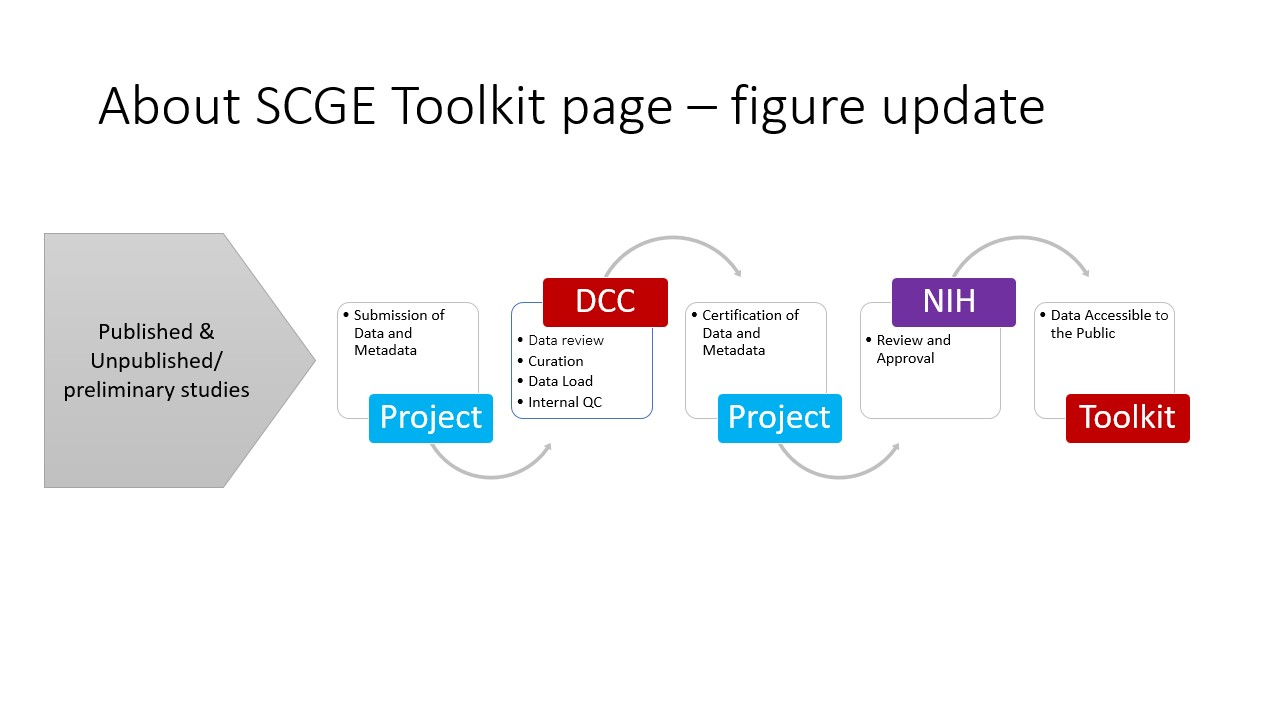 About SCGE Toolkit page – figure update
Published &
Unpublished/
preliminary studies
• Submission of
Data and
Metadata
Project
DCC
• Data review
• Curation
• Data Load
• Internal QC
• Certification of
Data and
Metadata
Project
NIH
• Review and
Approval
• Data Accessible to
the Public
Toolkit